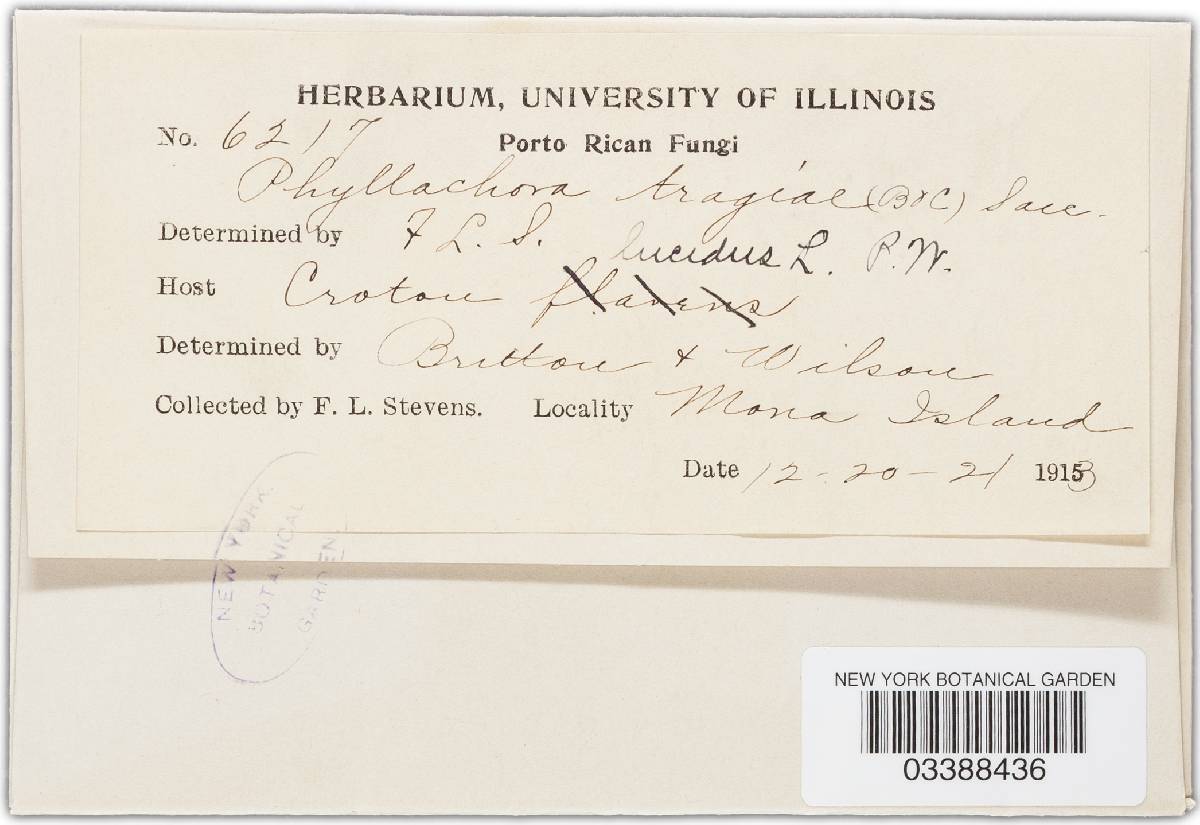 HERBARIUM, UNIVERSITY OF ILLINOIS
No. 6217 Porto Rican Fungi
Phyllachora tragiae (B&C) Sacc.
Determined by F L. S. lucidus L. P. W.
Host Croton flavens
Determined by Britton & Wilson
Collected by F. L. Stevens. Locality Mona Island
Date 12-20-21 1913
NEW YORK
BOTANICAL
GARDEN
NEW YORK BOTANICAL GARDEN
03388436